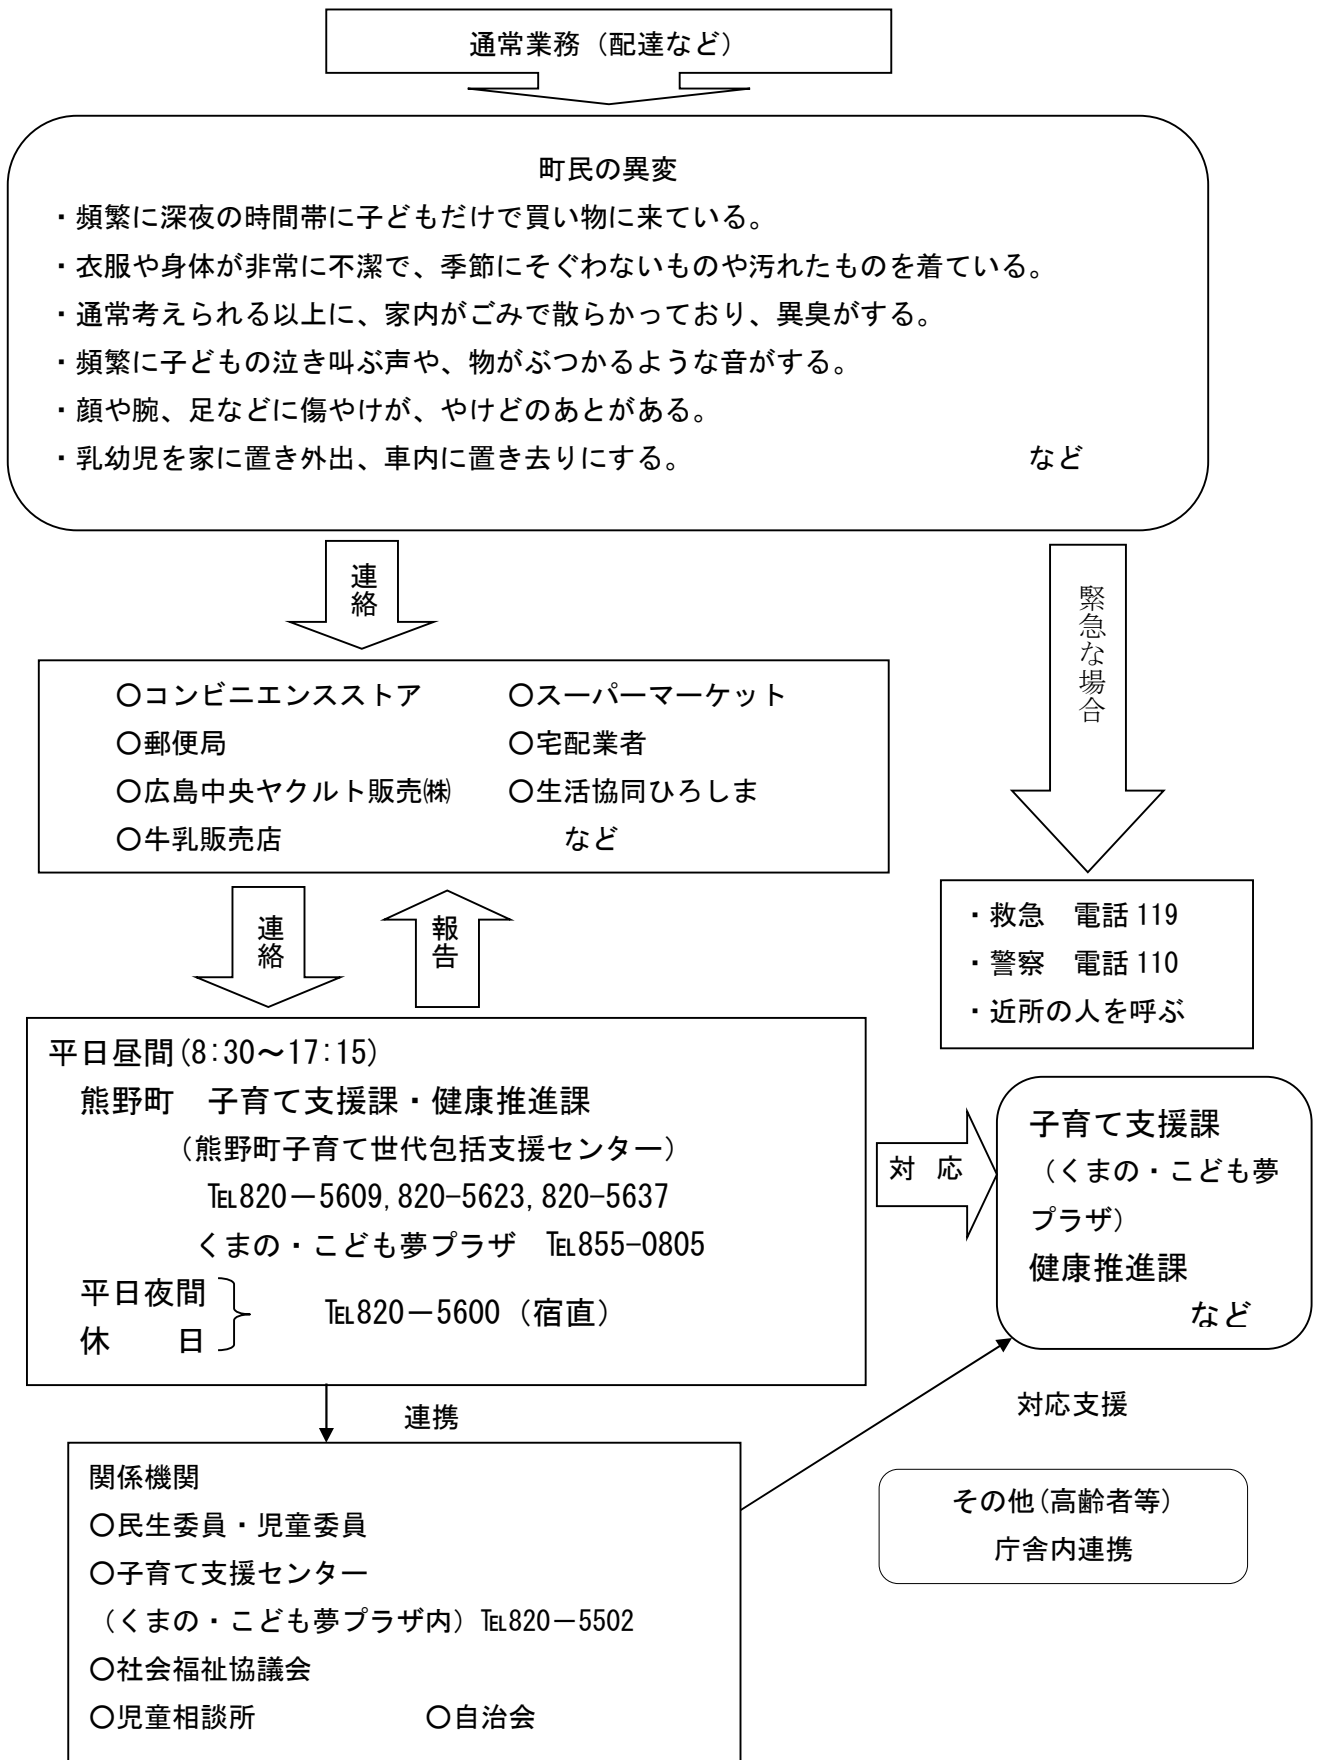 通常業務（配達など）
町民の異変
・頻繁に深夜の時間帯に子どもだけで買い物に来ている。
・衣服や身体が非常に不潔で、季節にそぐわないものや汚れたものを着ている。
・通常考えられる以上に、家内がごみで散らかっており、異臭がする。
・頻繁に子どもの泣き叫ぶ声や、物がぶつかるような音がする。
・顔や腕、足などに傷やけが、やけどのあとがある。
・乳幼児を家に置き外出、車内に置き去りにする。　など
連絡
緊急な場合
〇コンビニエンスストア　〇スーパーマーケット
〇郵便局　〇宅配業者
〇広島中央ヤクルト販売㈱　〇生活協同ひろしま
〇牛乳販売店　など
連絡
報告
・救急　電話 119
・警察　電話 110
・近所の人を呼ぶ
平日昼間(8:30～17:15)
熊野町　子育て支援課・健康推進課
（熊野町子育て世代包括支援センター）
℡820－5609, 820-5623, 820-5637
くまの・こども夢プラザ　℡855-0805
平日夜間
休　　日
℡820－5600（宿直）
対　応
子育て支援課
（くまの・こども夢
プラザ）
健康推進課
など
連携
対応支援
関係機関
〇民生委員・児童委員
〇子育て支援センター
（くまの・こども夢プラザ内）℡820－5502
〇社会福祉協議会
〇児童相談所　〇自治会
その他(高齢者等)
庁舎内連携